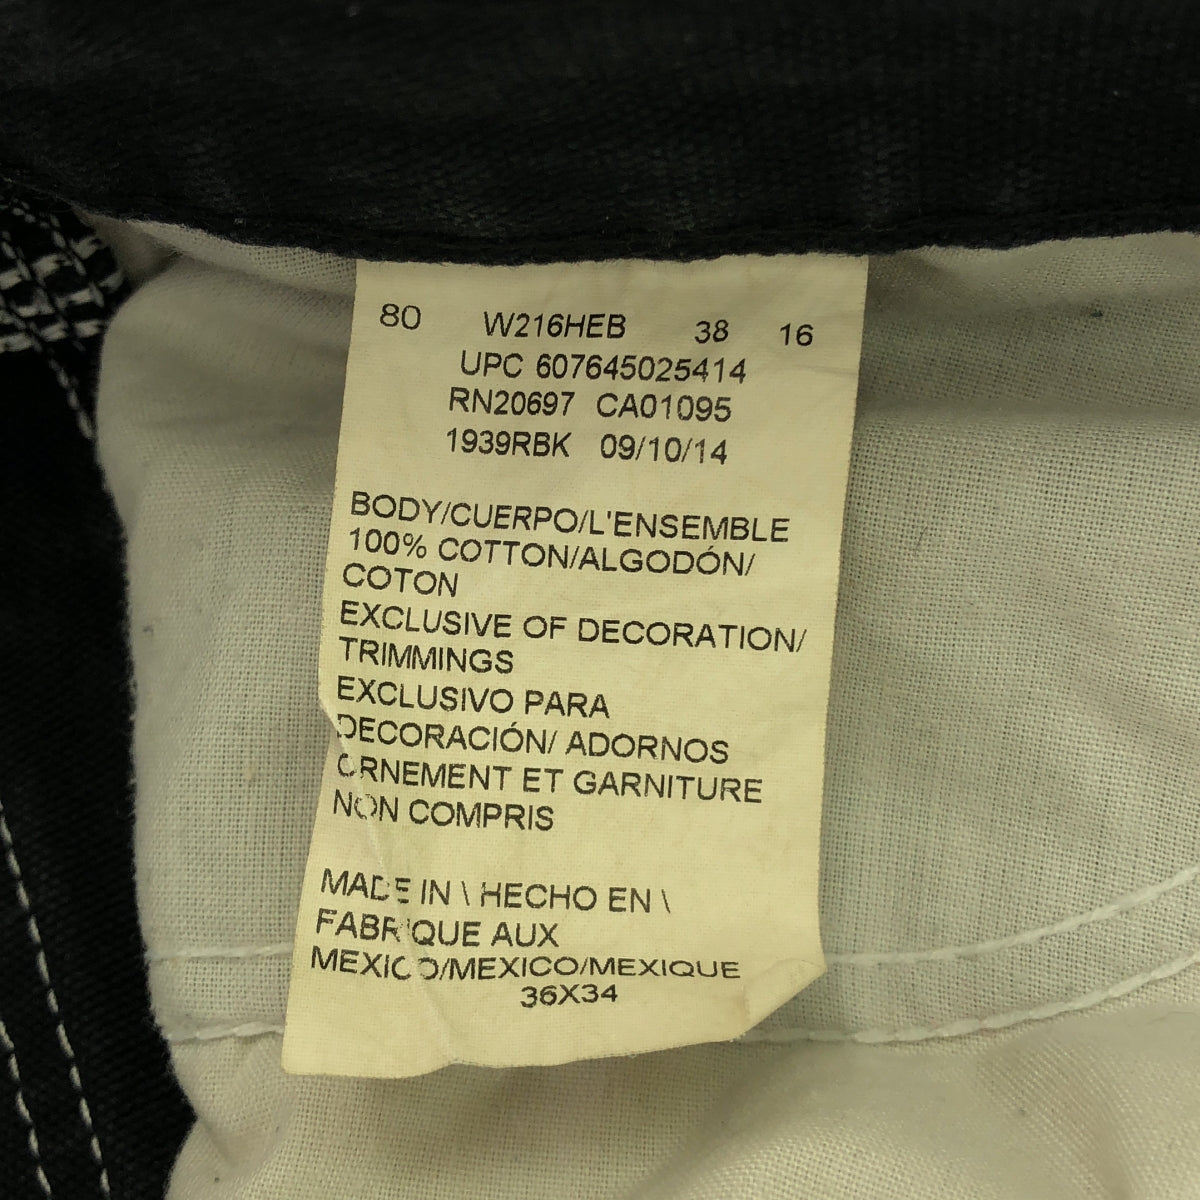 80 W216HEB 38 16
UPC 607645025414
RN20697 CA01095
1939RBK 09/10/14
BODY/CUERPO/L'ENSEMBLE
100% COTTON/ALGODÓN/
COTON
EXCLUSIVE OF DECORATION/
TRIMMINGS
EXCLUSIVO PARA
DECORACIÓN/ ADORNOS
ORNEMENT ET GARNITURE
NON COMPRIS
MADE IN \ HECHO EN \
FABRIQUE AUX
MEXICO/MEXICO/MEXIQUE
36X34